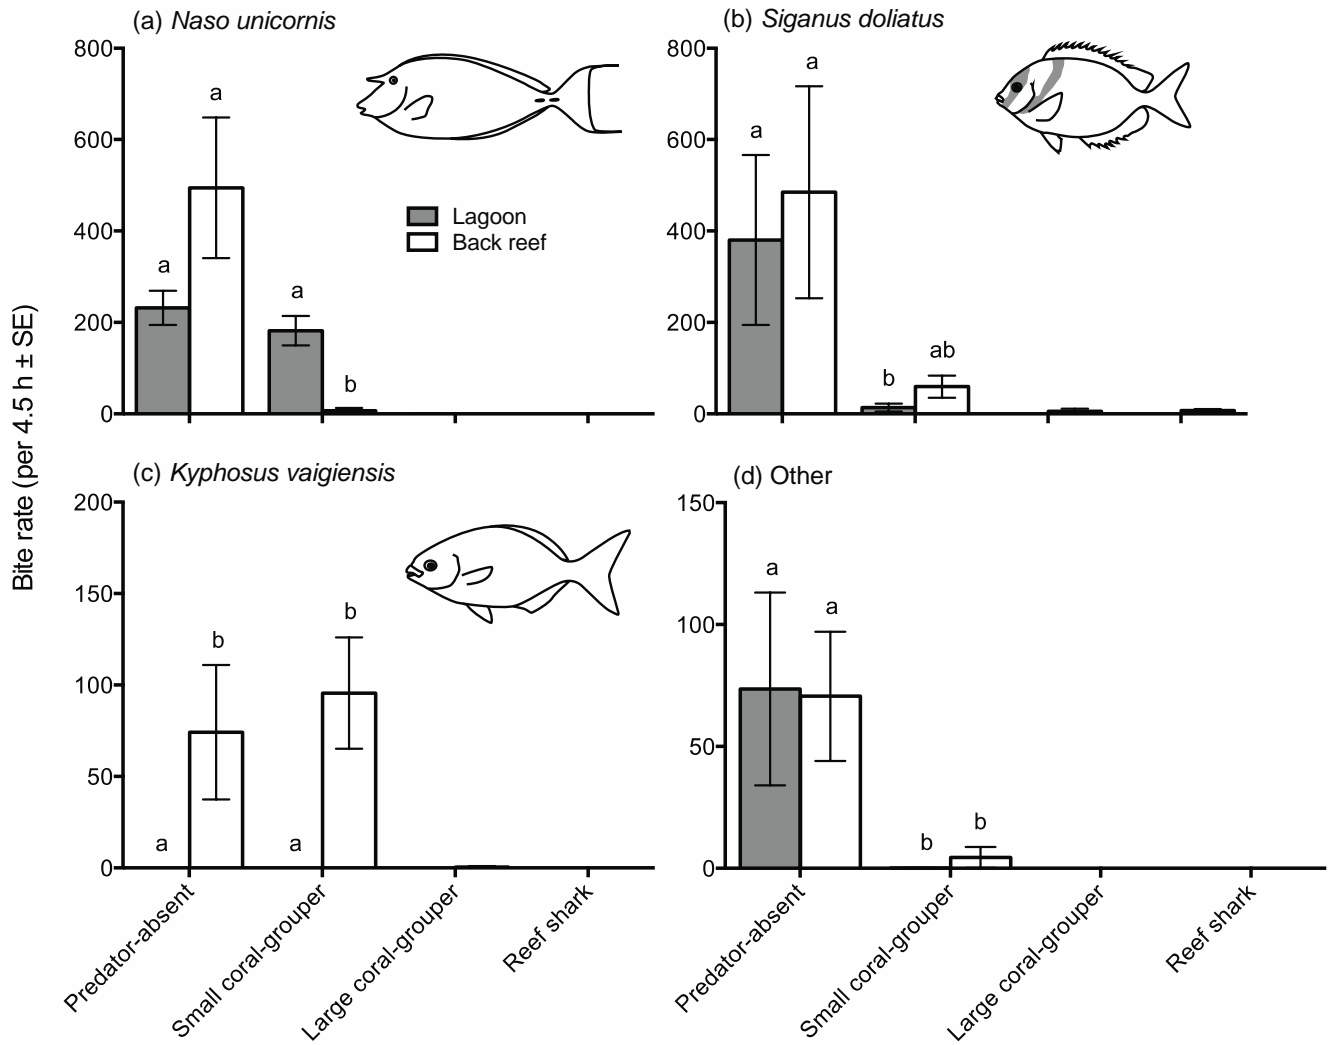 (a) Naso unicornis
800
600
400
200
0
a
a
a
b
Lagoon
Back reef
(b) Siganus doliatus
800
600
400
200
0
a
a
b
ab
Bite rate (per 4.5 h ± SE)
(c) Kyphosus vaigiensis
200
150
100
50
0
a
b
a
b
Predator-absent
Small coral-grouper
Large coral-grouper
Reef shark
(d) Other
150
100
50
0
a
a
b
b
Predator-absent
Small coral-grouper
Large coral-grouper
Reef shark